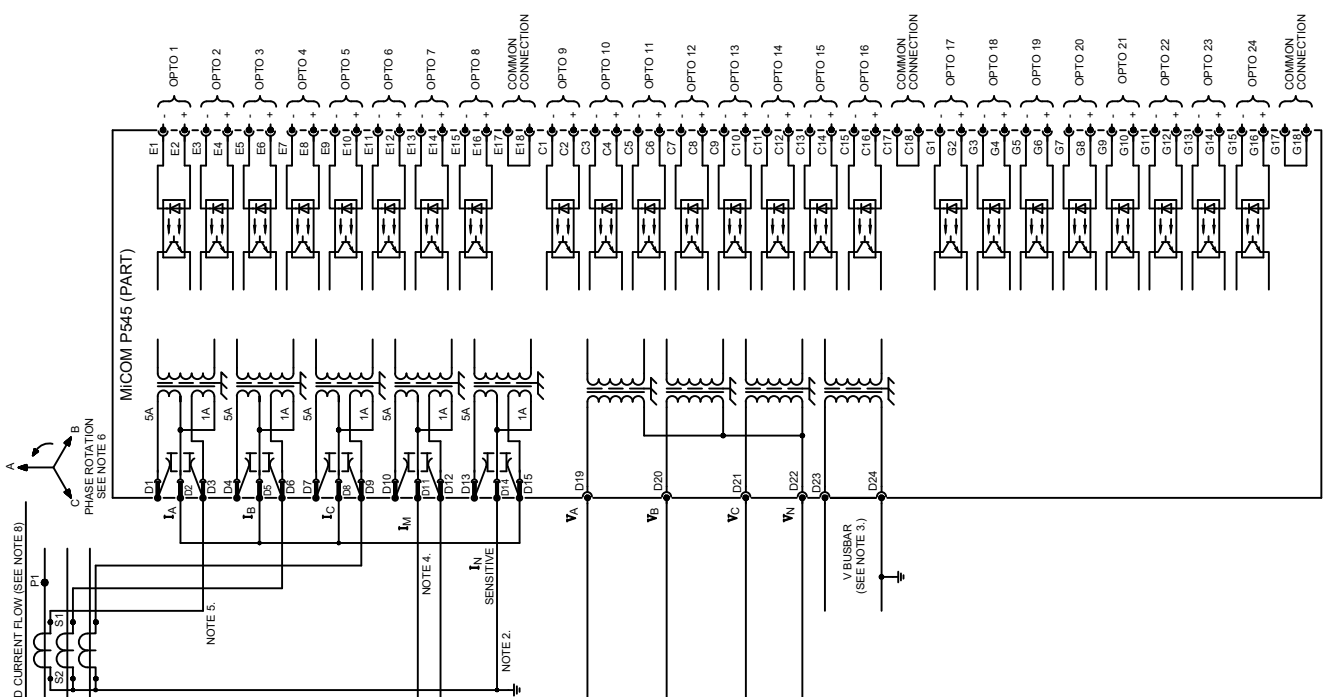 OPTO 1
OPTO 2
OPTO 3
OPTO 4
OPTO 5
OPTO 6
OPTO 7
OPTO 8
COMMON
CONNECTION
OPTO 9
OPTO 10
OPTO 11
OPTO 12
OPTO 13
OPTO 14
OPTO 15
OPTO 16
COMMON
CONNECTION
OPTO 17
OPTO 18
OPTO 19
OPTO 20
OPTO 21
OPTO 22
OPTO 23
OPTO 24
COMMON
CONNECTION
- + - + - + - + - + - + - + - +
- + - + - + - + - + - + - + - +
- + - + - + - + - + - + - + - +
E1 E2 E3 E4 E5 E6 E7 E8 E9 E10 E11 E12 E13 E14 E15 E16 E17 E18
C1 C2 C3 C4 C5 C6 C7 C8 C9 C10 C11 C12 C13 C14 C15 C16 C17 C18
G1 G2 G3 G4 G5 G6 G7 G8 G9 G10 G11 G12 G13 G14 G15 G16 G17 G18
MiCOM P545 (PART)
5A 1A
5A 1A
5A 1A
5A 1A
1A
A
B
C
PHASE ROTATION
SEE NOTE 6
D1 D2 D3 D4 D5 D6 D7 D8 D9 D10 D11 D12 D13 D14 D15
D19 D20 D21 D22 D23 D24
IA
IB
IC
IM
IN
SENSITIVE
VA
VB
VC
VN
V BUSBAR
(SEE NOTE 3.)
D CURRENT FLOW (SEE NOTE 8)
P1
S1
S2
NOTE 5.
NOTE 4.
NOTE 2.